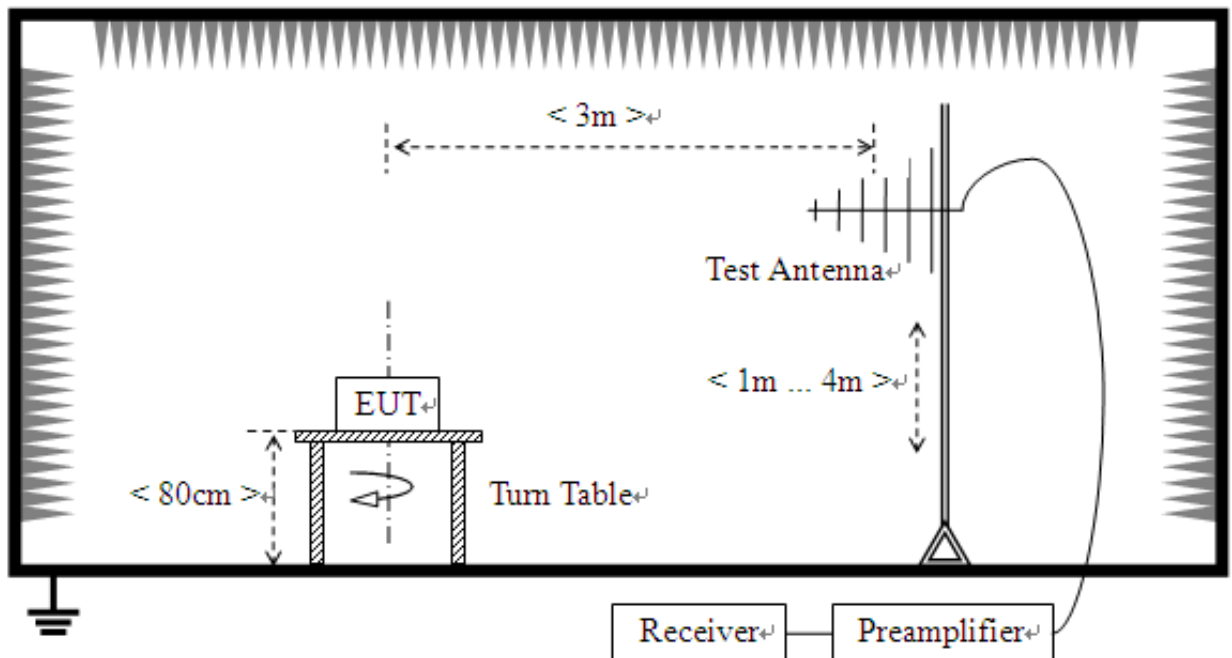 < 3m >↵
Test Antenna↵
< 1m ... 4m >↵
EUT↵
< 80cm >↵
Turn Table↵
Receiver↵
Preamplifier↵